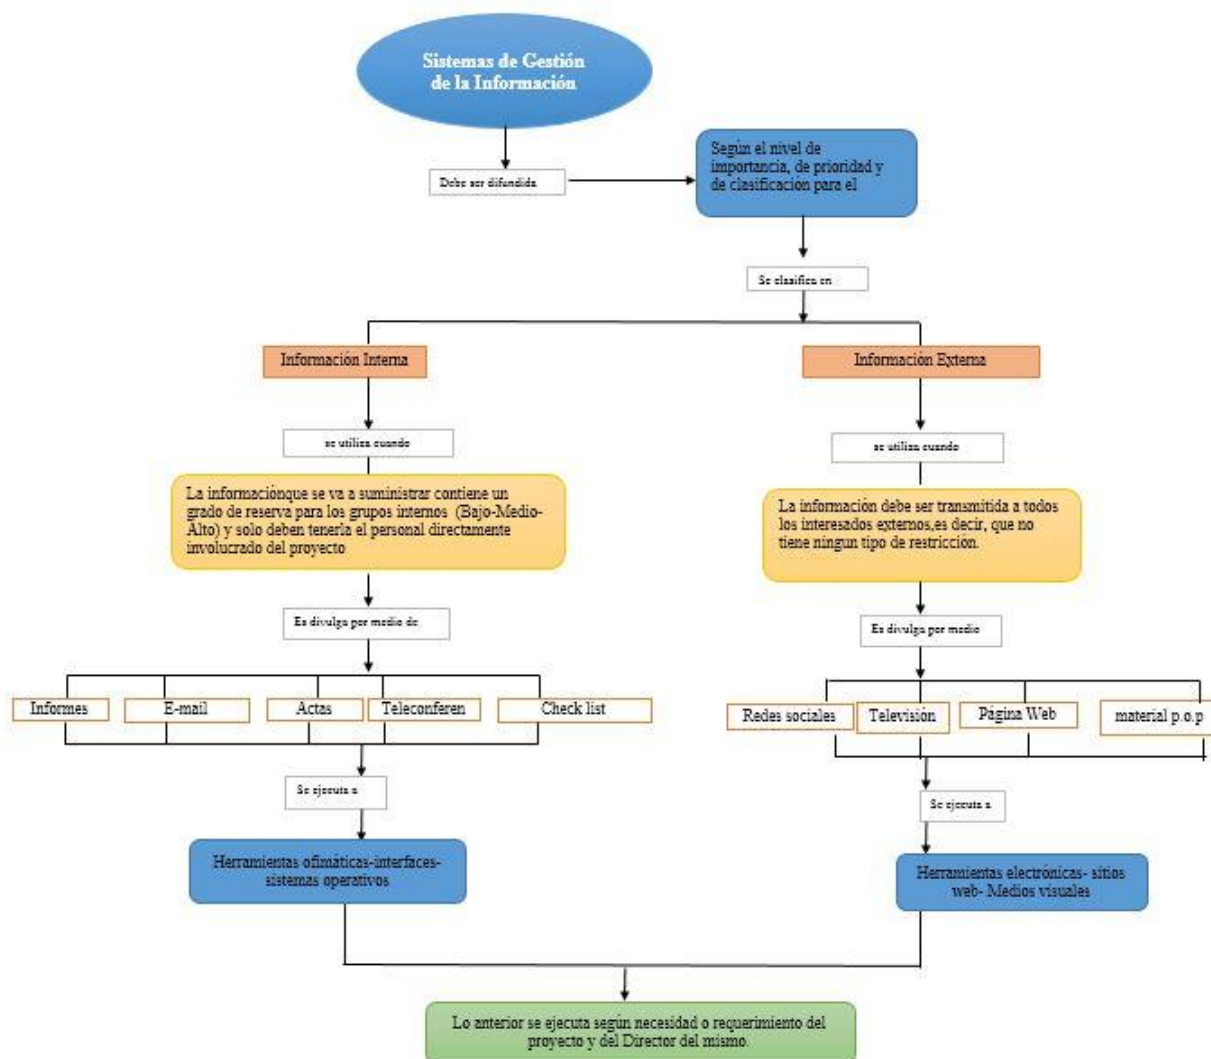 Sistemas de Gestión
de la Información
Debe ser difundida
Según el nivel de
importancia, de prioridad y
de clasificación para el
Se clasifica en
Información Interna
Información Externa
se utiliza cuando
se utiliza cuando
La informaciónque se va a suministrar contiene un
grado de reserva para los grupos internos (Bajo-Medio-
Alto) y solo deben tenerla el personal directamente
involucrado del proyecto
La información debe ser transmitida a todos
los interesados externos,es decir, que no
tiene ningun tipo de restricción.
Es divulga por medio de
Es divulga por medio
Informes
E-mail
Actas
Teleconferen
Check list
Redes sociales
Televisión
Página Web
material p.o.p
Se ejecuta a
Se ejecuta a
Herramientas ofimáticas-interfaces-
sistemas operativos
Herramientas electrónicas- sitios
web- Medios visuales
Lo anterior se ejecuta según necesidad o requerimiento del
proyecto y del Director del mismo.